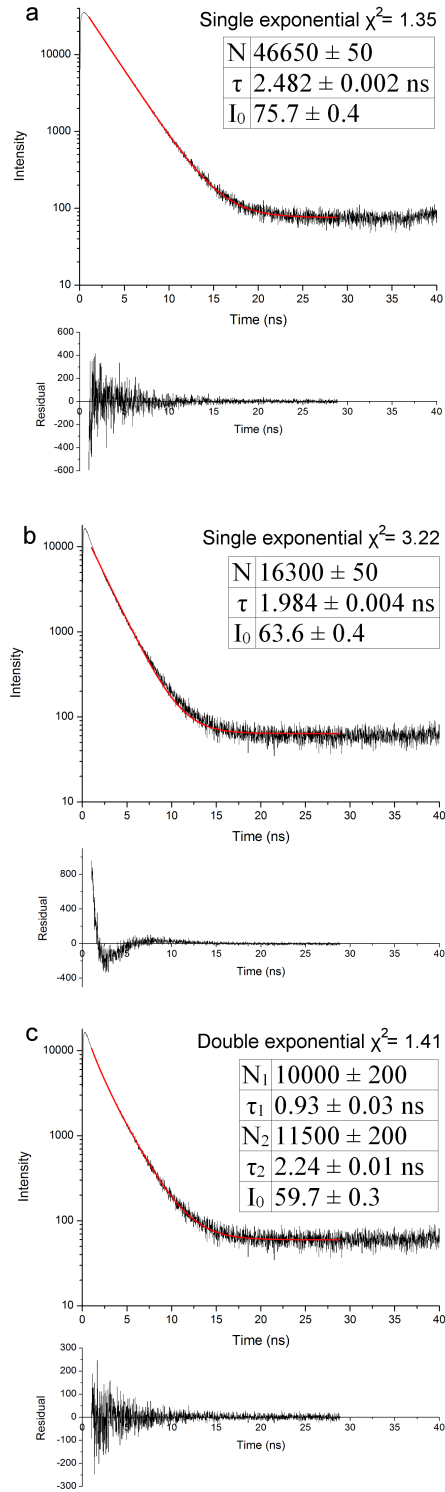 a
Single exponential χ²= 1.35
N 46650 ± 50
τ 2.482 ± 0.002 ns
I₀ 75.7 ± 0.4
10000
1000
100
10
Intensity
0 5 10 15 20 25 30 35 40
Time (ns)
600
400
200
0
-200
-400
-600
Residual
0 5 10 15 20 25 30 35 40
Time (ns)
b
Single exponential χ²= 3.22
N 16300 ± 50
τ 1.984 ± 0.004 ns
I₀ 63.6 ± 0.4
10000
1000
100
10
Intensity
0 5 10 15 20 25 30 35 40
Time (ns)
800
400
0
-400
Residual
0 5 10 15 20 25 30 35 40
Time (ns)
c
Double exponential χ²= 1.41
N₁ 10000 ± 200
τ₁ 0.93 ± 0.03 ns
N₂ 11500 ± 200
τ₂ 2.24 ± 0.01 ns
I₀ 59.7 ± 0.3
10000
1000
100
10
Intensity
0 5 10 15 20 25 30 35 40
Time (ns)
300
200
100
0
-100
-200
-300
Residual
0 5 10 15 20 25 30 35 40
Time (ns)